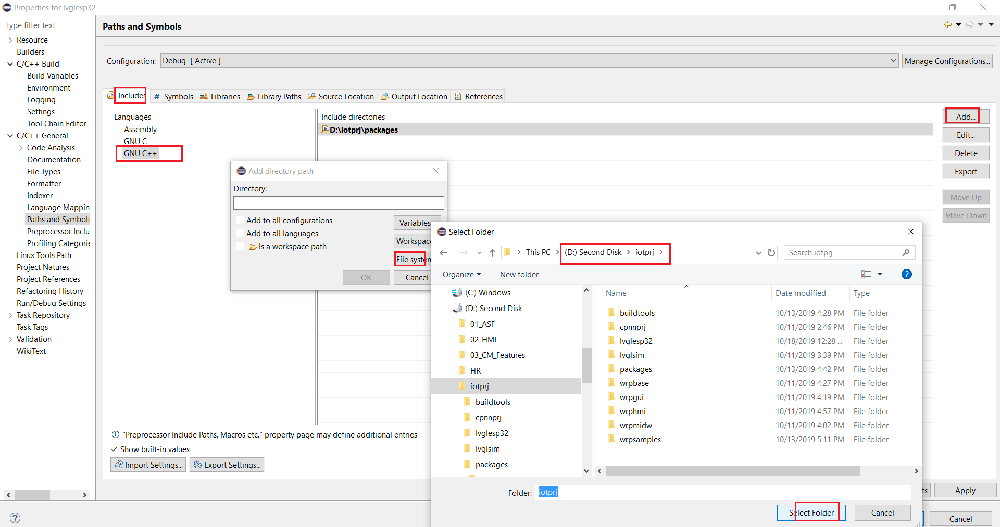 Properties for lvglesp32
type filter text
Resource
Builders
C/C++ Build
Build Variables
Environment
Logging
Settings
Tool Chain Editor
C/C++ General
Code Analysis
Documentation
File Types
Formatter
Indexer
Language Mappin
Paths and Symbols
Preprocessor Inclu
Profiling Categorie
Linux Tools Path
Project Natures
Project References
Refactoring History
Run/Debug Settings
Task Repository
Task Tags
Validation
WikiText
Paths and Symbols
Configuration:
Debug [ Active ]
Manage Configurations...
Includes
# Symbols
Libraries
Library Paths
Source Location
Output Location
References
Languages
Assembly
GNU C
GNU C++
Include directories
D:\iotprj\packages
Add...
Edit...
Delete
Export
Move Up
Move Down
Add directory path
Directory:
Add to all configurations
Add to all languages
Is a workspace path
Variables
Workspace
File system
OK
Cancel
Select Folder
This PC > (D:) Second Disk > iotprj >
Search iotprj
Organize
New folder
(C:) Windows
(D:) Second Disk
01_ASF
02_HMI
03_CM_Features
HR
iotprj
buildtools
cpnnprj
lvglesp32
lvglsim
packages
Name Date modified Type
buildtools 10/13/2019 4:28 PM File folder
cpnnprj 10/11/2019 2:46 PM File folder
lvglesp32 10/18/2019 12:28 ... File folder
lvglsim 10/11/2019 3:39 PM File folder
packages 10/13/2019 4:42 PM File folder
wrpbase 10/11/2019 4:27 PM File folder
wrpgui 10/11/2019 4:19 PM File folder
wrphmi 10/11/2019 4:57 PM File folder
wrpmidw 10/11/2019 4:02 PM File folder
wrpsamples 10/13/2019 5:11 PM File folder
Folder: iotprj
Select Folder
Cancel
"Preprocessor Include Paths, Macros etc." property page may define additional entries
Show built-in values
Import Settings...
Export Settings...
ts
Apply
Cancel